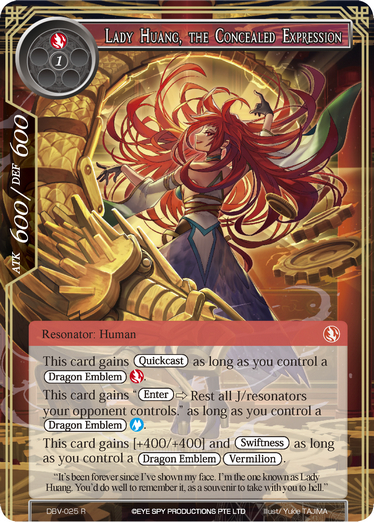 Lady Huang, the Concealed Expression
1
ATK 600/DEF 600
Resonator: Human
This card gains Quickcast as long as you control a
Dragon Emblem .
This card gains "Enter ⇒ Rest all J/resonators
your opponent controls." as long as you control a
Dragon Emblem .
This card gains [+400/+400] and Swiftness as long
as you control a Dragon Emblem Vermilion.
"It's been forever since I've shown my face. I'm the one known as Lady
Huang. You'd do well to remember it, as a souvenir to take with you to hell."
DBV-025 R ©EYE SPY PRODUCTIONS PTE LTD Illust/ Yukie TAJIMA